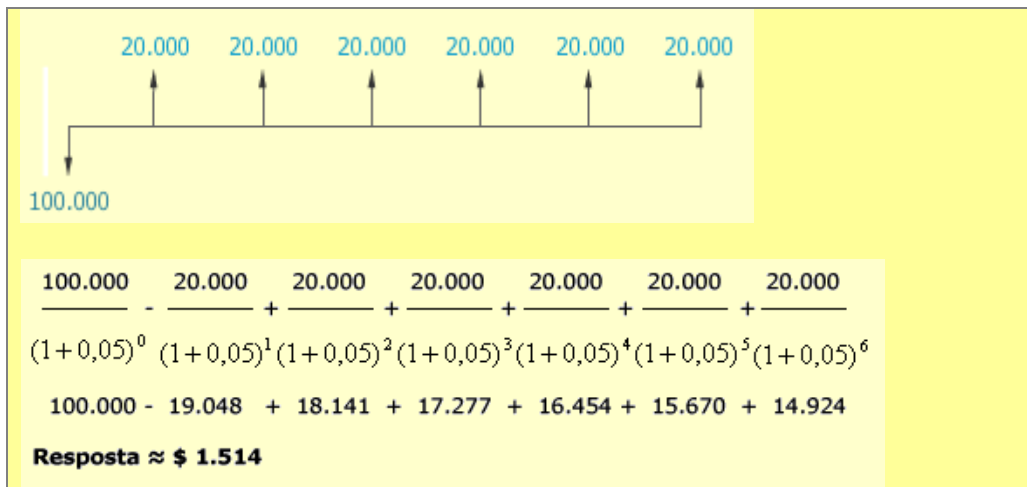 20.000 20.000 20.000 20.000 20.000 20.000
100.000
100.000 20.000 20.000 20.000 20.000 20.000 20.000
- + + + + +
(1+0,05)⁰ (1+0,05)¹ (1+0,05)² (1+0,05)³ (1+0,05)⁴ (1+0,05)⁵ (1+0,05)⁶
100.000 - 19.048 + 18.141 + 17.277 + 16.454 + 15.670 + 14.924
Resposta ≈ $ 1.514